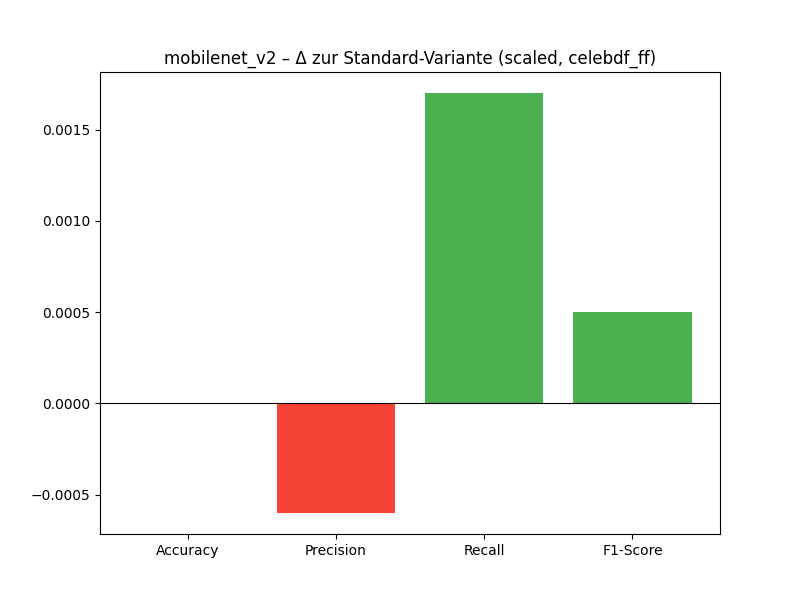 mobilenet_v2 – Δ zur Standard-Variante (scaled, celebdf_ff)
0.0015
0.0010
0.0005
0.0000
−0.0005
Accuracy Precision Recall F1-Score